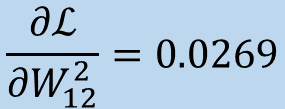 ∂ℒ/∂W₁₂² = 0.0269